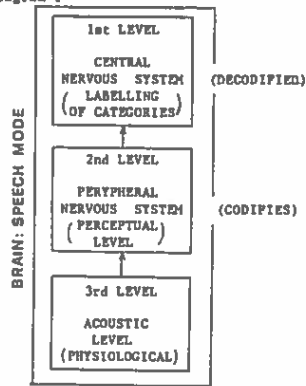 BRAIN: SPEECH MODE
1st LEVEL
CENTRAL
NERVOUS SYSTEM
(LABELLING
OF CATEGORIES)
(DECODIFIED)
2nd LEVEL
PERYPHERAL
NERVOUS SYSTEM
(PERCEPTUAL
LEVEL)
(CODIFIES)
3rd LEVEL
ACOUSTIC
LEVEL
(PHYSIOLOGICAL)